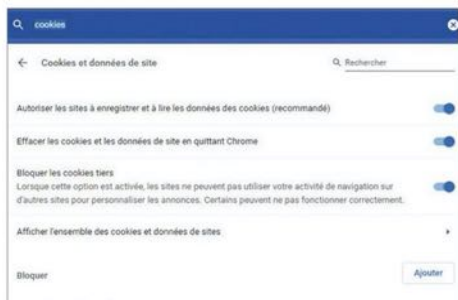 cookies
Cookies et données de site
Rechercher
Autoriser les sites à enregistrer et à lire les données des cookies (recommandé)
Effacer les cookies et les données de site en quittant Chrome
Bloquer les cookies tiers
Lorsque cette option est activée, les sites ne peuvent pas utiliser votre activité de navigation sur
d'autres sites pour personnaliser les annonces. Certains peuvent ne pas fonctionner correctement.
Afficher l'ensemble des cookies et données de sites
Bloquer
Ajouter